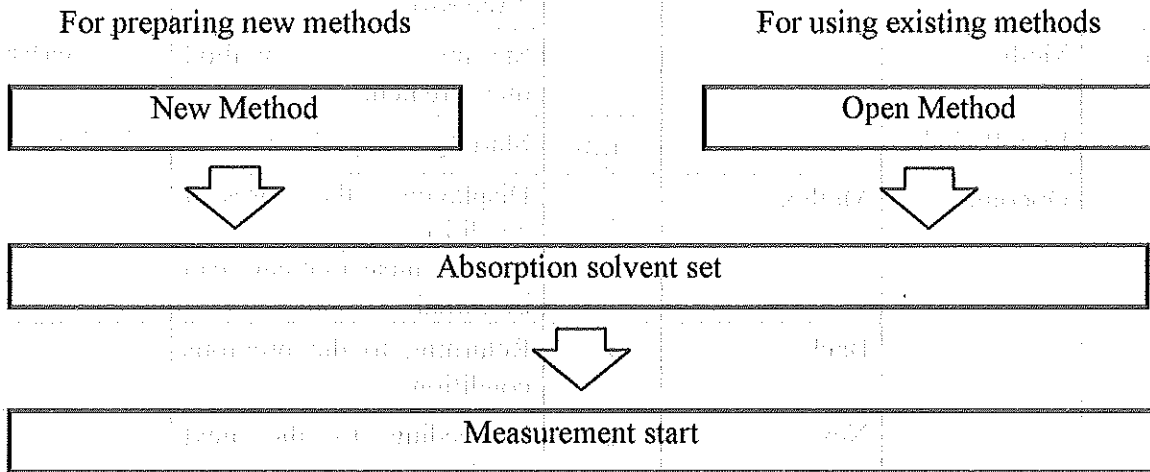 For preparing new methods
For using existing methods
New Method
Open Method
Absorption solvent set
Measurement start